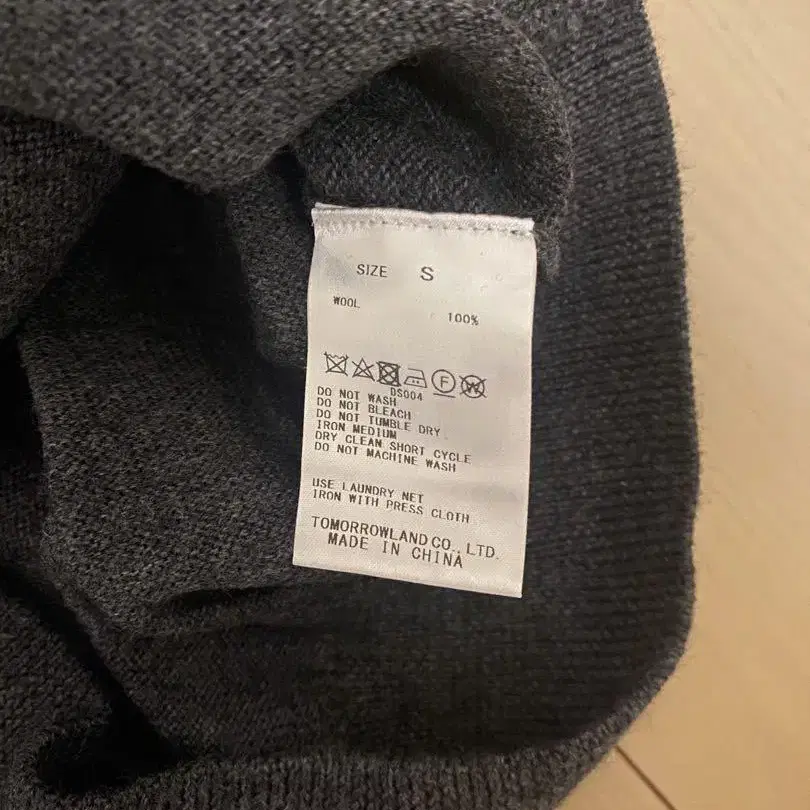 SIZE S
WOOL
100%
F W
DS004
DO NOT WASH
DO NOT BLEACH
DO NOT TUMBLE DRY
IRON MEDIUM
DRY CLEAN SHORT CYCLE
DO NOT MACHINE WASH
USE LAUNDRY NET
IRON WITH PRESS CLOTH
TOMORROWLAND CO., LTD.
MADE IN CHINA